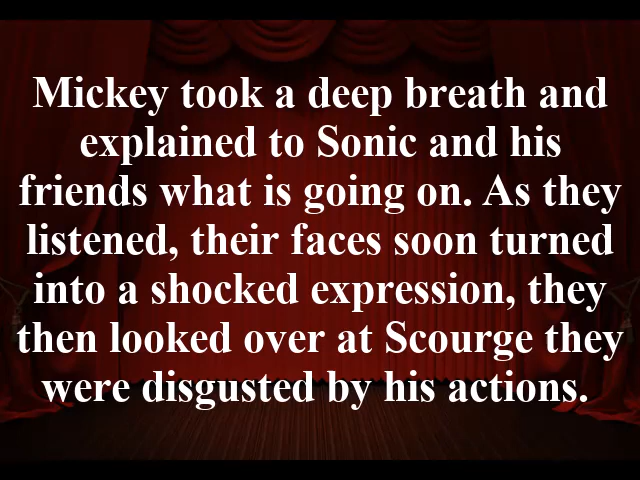 Mickey took a deep breath and
explained to Sonic and his
friends what is going on. As they
listened, their faces soon turned
into a shocked expression, they
then looked over at Scourge they
were disgusted by his actions.